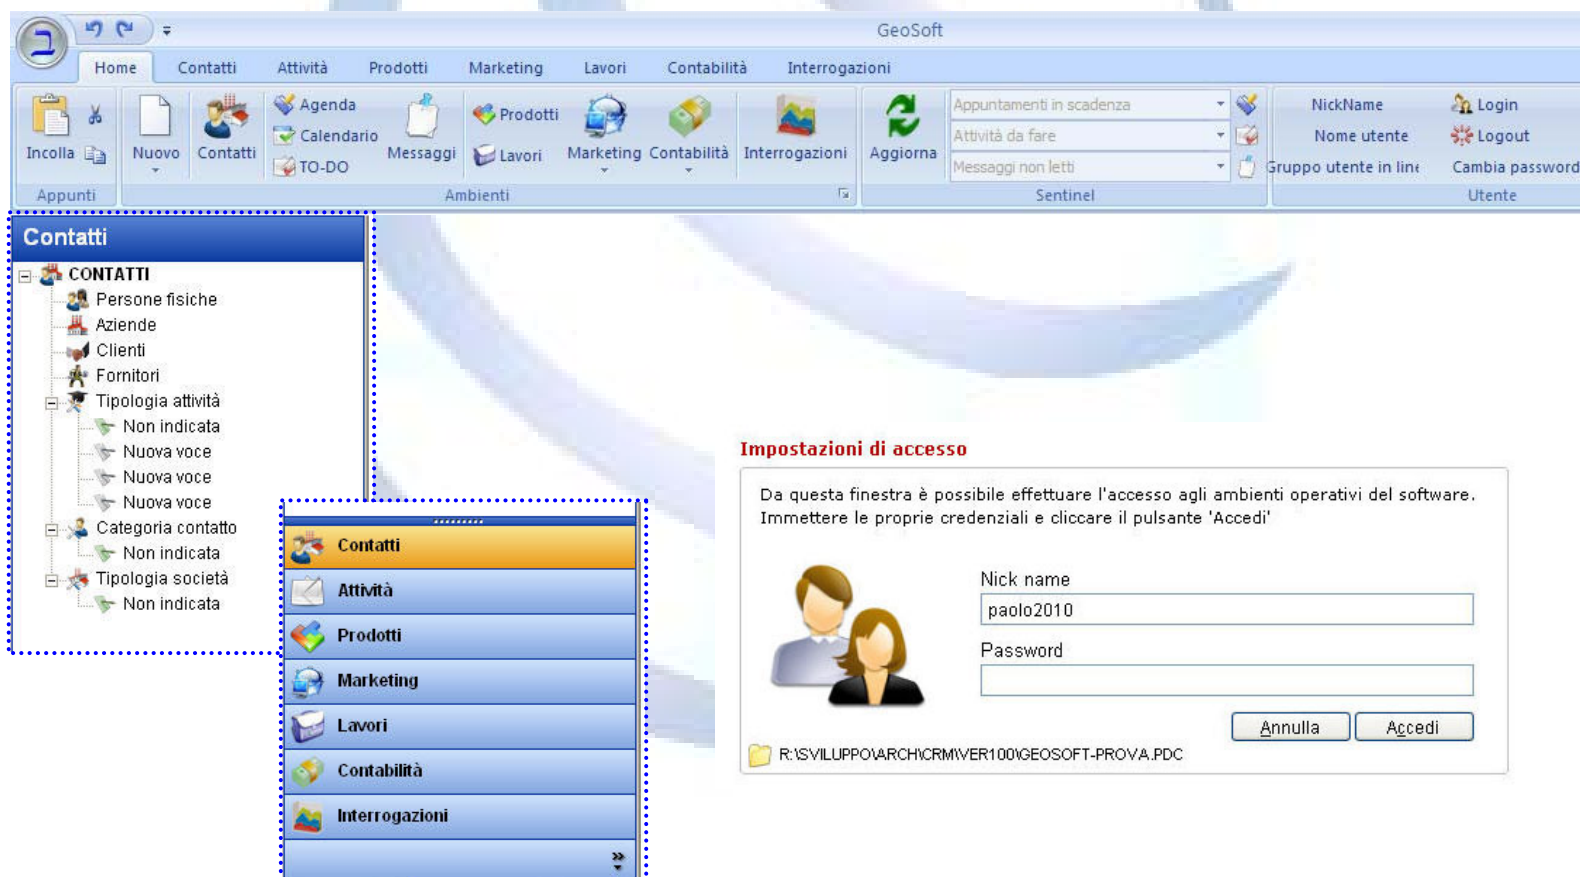 GeoSoft
Home Contatti Attività Prodotti Marketing Lavori Contabilità Interrogazioni
Incolla
Nuovo
Contatti
Agenda
Calendario
TO-DO
Messaggi
Prodotti
Lavori
Marketing
Contabilità
Interrogazioni
Aggiorna
Appuntamenti in scadenza
Attività da fare
Messaggi non letti
NickName
Nome utente
Gruppo utente in line
Login
Logout
Cambia password
Appunti
Ambienti
Sentinel
Utente
Contatti
CONTATTI
Persone fisiche
Aziende
Clienti
Fornitori
Tipologia attività
Non indicata
Nuova voce
Nuova voce
Nuova voce
Categoria contatto
Non indicata
Tipologia società
Non indicata
Contatti
Attività
Prodotti
Marketing
Lavori
Contabilità
Interrogazioni
Impostazioni di accesso
Da questa finestra è possibile effettuare l'accesso agli ambienti operativi del software.
Immettere le proprie credenziali e cliccare il pulsante 'Accedi'
Nick name
paolo2010
Password
Annulla
Accedi
R:\SVILUPPO\ARCH\CRM\VER100\GEOSOFT-PROVA.PDC